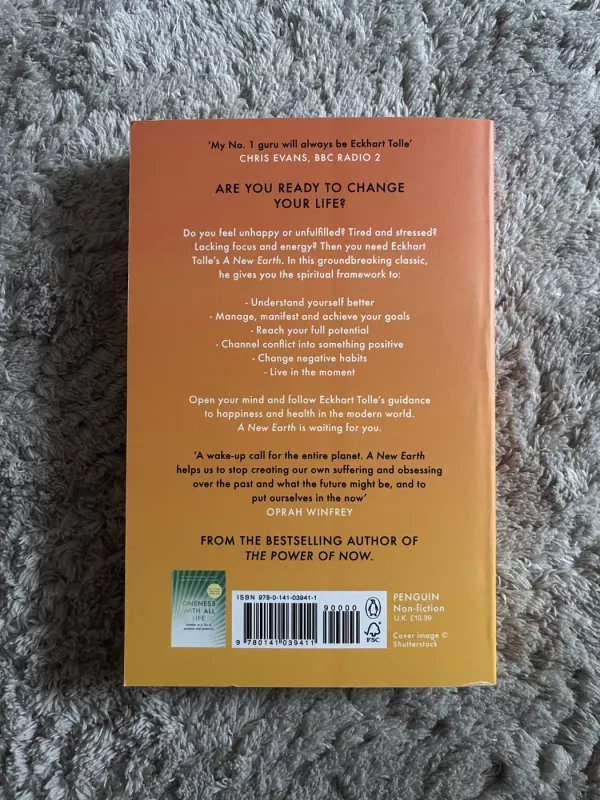 ‘My No. 1 guru will always be Eckhart Tolle’
CHRIS EVANS, BBC RADIO 2
ARE YOU READY TO CHANGE
YOUR LIFE?
Do you feel unhappy or unfulfilled? Tired and stressed?
Lacking focus and energy? Then you need Eckhart
Tolle’s A New Earth. In this groundbreaking classic,
he gives you the spiritual framework to:
- Understand yourself better
- Manage, manifest and achieve your goals
- Reach your full potential
- Channel conflict into something positive
- Change negative habits
- Live in the moment
Open your mind and follow Eckhart Tolle’s guidance
to happiness and health in the modern world.
A New Earth is waiting for you.
‘A wake-up call for the entire planet. A New Earth
helps us to stop creating our own suffering and obsessing
over the past and what the future might be, and to
put ourselves in the now’
OPRAH WINFREY
FROM THE BESTSELLING AUTHOR OF
THE POWER OF NOW.
ONENESS
WITH ALL
LIFE
ISBN 978-0-141-03941-1
90000
9 780141 039411
FSC
PENGUIN
Non-fiction
U.K. £10.99
Cover image ©
Shutterstock